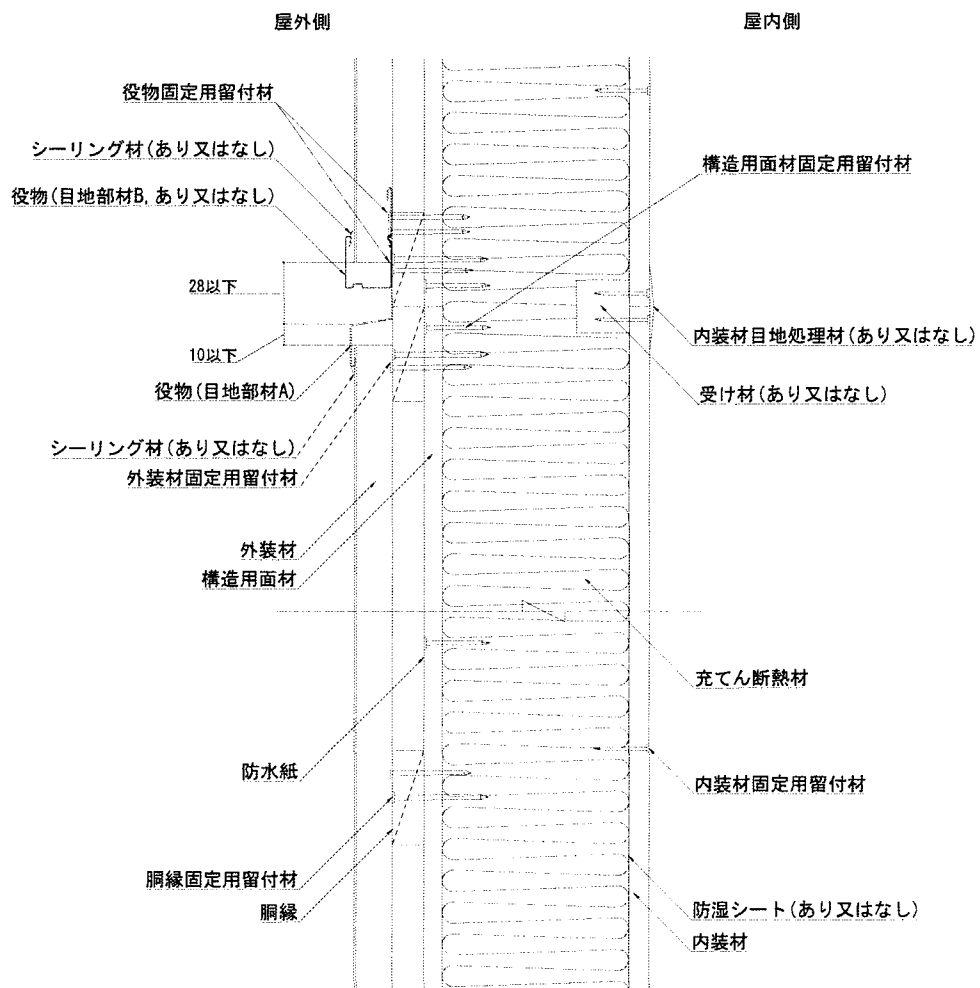 屋外側
屋内側
役物固定用留付材
シーリング材(あり又はなし)
役物(目地部材B,あり又はなし)
28以下
10以下
役物(目地部材A)
シーリング材(あり又はなし)
外装材固定用留付材
外装材
構造用面材
防水紙
胴縁固定用留付材
胴縁
構造用面材固定用留付材
内装材目地処理材(あり又はなし)
受け材(あり又はなし)
充てん断熱材
内装材固定用留付材
防湿シート(あり又はなし)
内装材